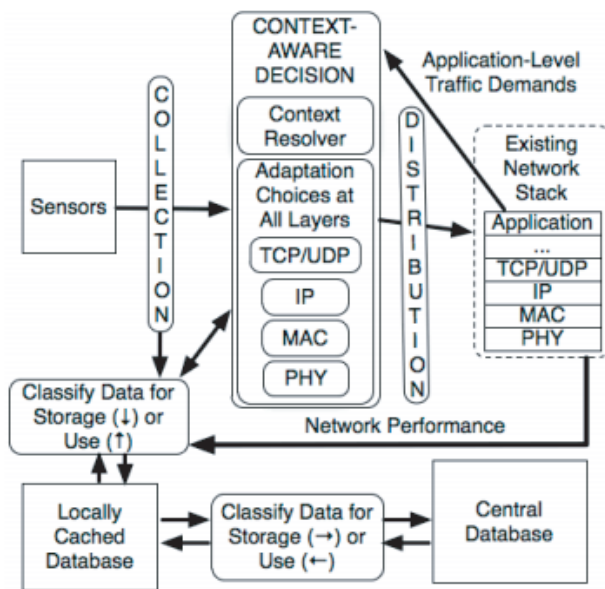 CONTEXT-
AWARE
DECISION
Context
Resolver
Adaptation
Choices at
All Layers
TCP/UDP
IP
MAC
PHY
COLLECTION
Sensors
DISTRIBUTION
Application-Level
Traffic Demands
Existing
Network
Stack
Application
...
TCP/UDP
IP
MAC
PHY
Network Performance
Classify Data for
Storage (↓) or
Use (↑)
Locally
Cached
Database
Classify Data for
Storage (→) or
Use (←)
Central
Database